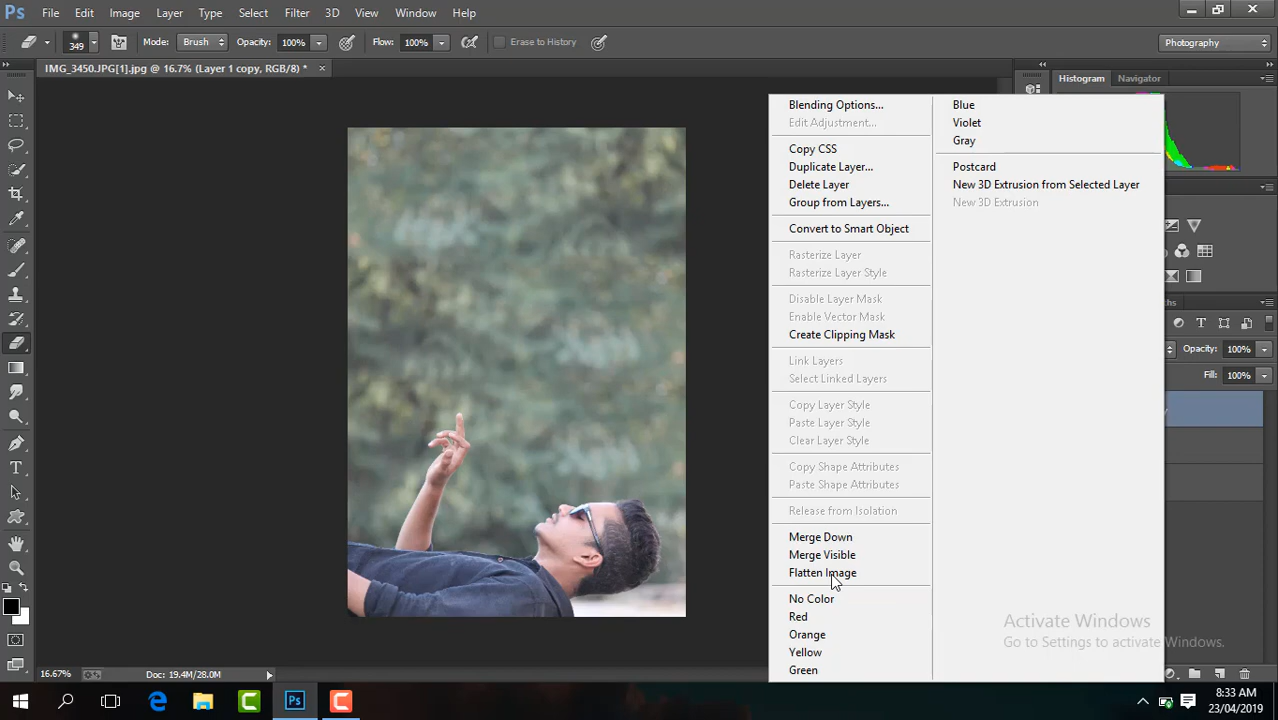 Ps File Edit Image Layer Type Select Filter 3D View Window Help
349 Mode: Brush Opacity: 100% Flow: 100% Erase to History Photography
IMG_3450.JPG[1].jpg @ 16.7% (Layer 1 copy, RGB/8) * ×
Histogram Navigator
Blending Options...
Edit Adjustment...
Copy CSS
Duplicate Layer...
Delete Layer
Group from Layers...
Convert to Smart Object
Rasterize Layer
Rasterize Layer Style
Disable Layer Mask
Enable Vector Mask
Create Clipping Mask
Link Layers
Select Linked Layers
Copy Layer Style
Paste Layer Style
Clear Layer Style
Copy Shape Attributes
Paste Shape Attributes
Release from Isolation
Merge Down
Merge Visible
Flatten Image
No Color
Red
Orange
Yellow
Green
Blue
Violet
Gray
Postcard
New 3D Extrusion from Selected Layer
New 3D Extrusion
Opacity: 100%
Fill: 100%
Activate Windows
Go to Settings to activate Windows.
16.67% Doc: 19.4M/28.0M
8:33 AM
23/04/2019